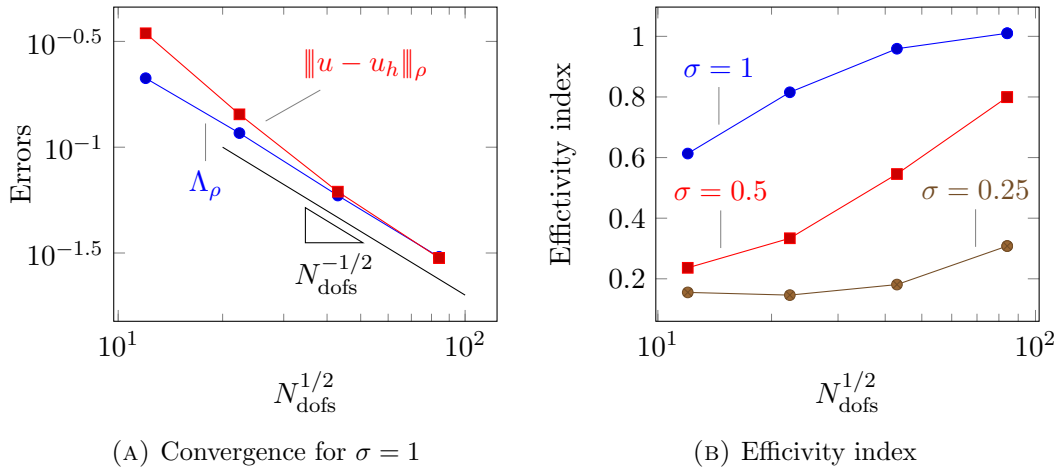 10^{-0.5}
10^{-1}
10^{-1.5}
Errors
|||u − u_h|||_ρ
Λ_ρ
N_{dofs}^{-1/2}
10^1
10^2
N_{dofs}^{1/2}
(A) Convergence for σ = 1
1
0.8
0.6
0.4
0.2
Effictivity index
σ = 1
σ = 0.5
σ = 0.25
10^1
10^2
N_{dofs}^{1/2}
(B) Efficivity index